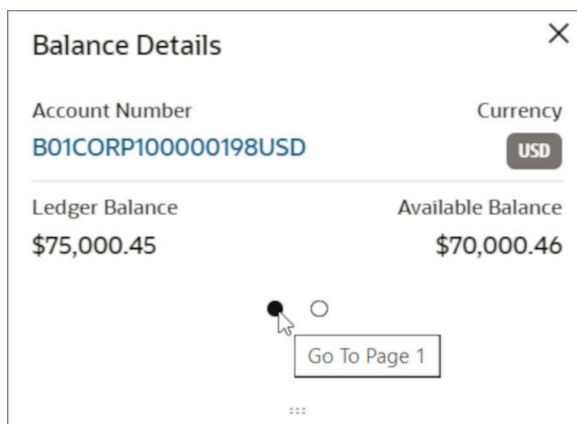 Balance Details
Account Number Currency
B01CORP100000198USD USD
Ledger Balance Available Balance
$75,000.45 $70,000.46
Go To Page 1